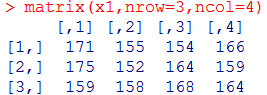 > matrix(x1,nrow=3,ncol=4)
[,1] [,2] [,3] [,4]
[1,] 171 155 154 166
[2,] 175 152 164 159
[3,] 159 158 168 164